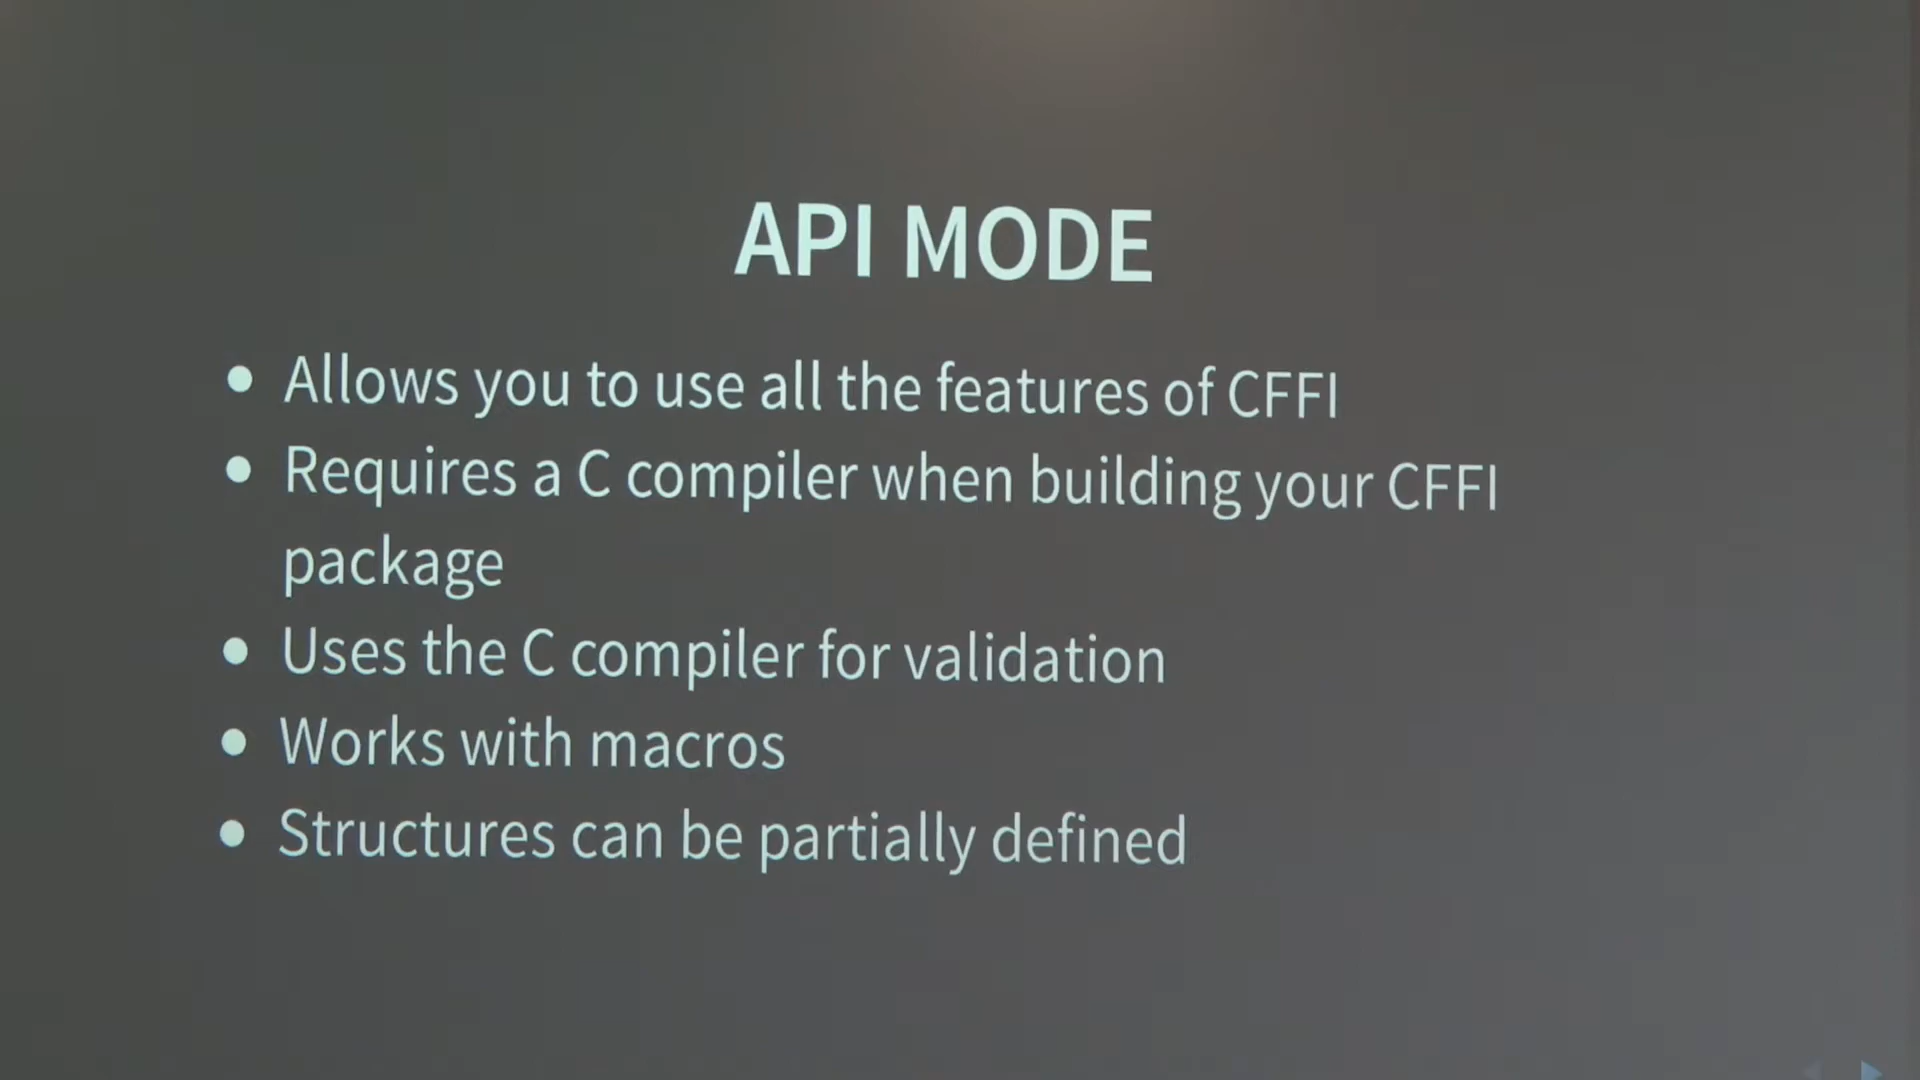 API MODE
Allows you to use all the features of CFFI
Requires a C compiler when building your CFFI
package
Uses the C compiler for validation
Works with macros
Structures can be partially defined